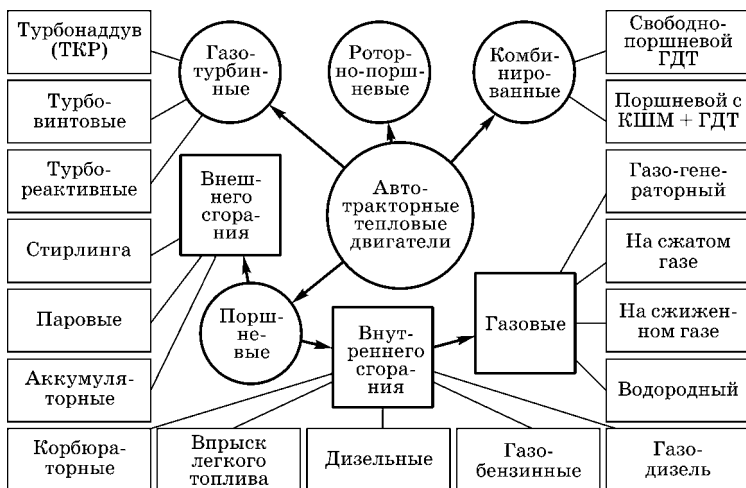 Турбонаддув
(ТКР)
Газо-
турбин-
ные
Ротор-
но-порш-
невые
Комби-
ниро-
ванные
Свободно-
поршневой
ГДТ
Турбо-
винтовые
Поршневой с
КШМ + ГДТ
Турбо-
реактивные
Внеш-
него
сгора-
ния
Авто-
тракторные
тепловые
двигатели
Газо-гене-
раторный
Стирлинга
На сжатом
газе
Паровые
Порш-
не-
вые
Внут-
реннего
сгора-
ния
Газовые
На сжижен-
ном газе
Аккумуля-
торные
Водородный
Корбюра-
торные
Впрыск
легкого
топлива
Дизельные
Газо-
бензинные
Газо-
дизель